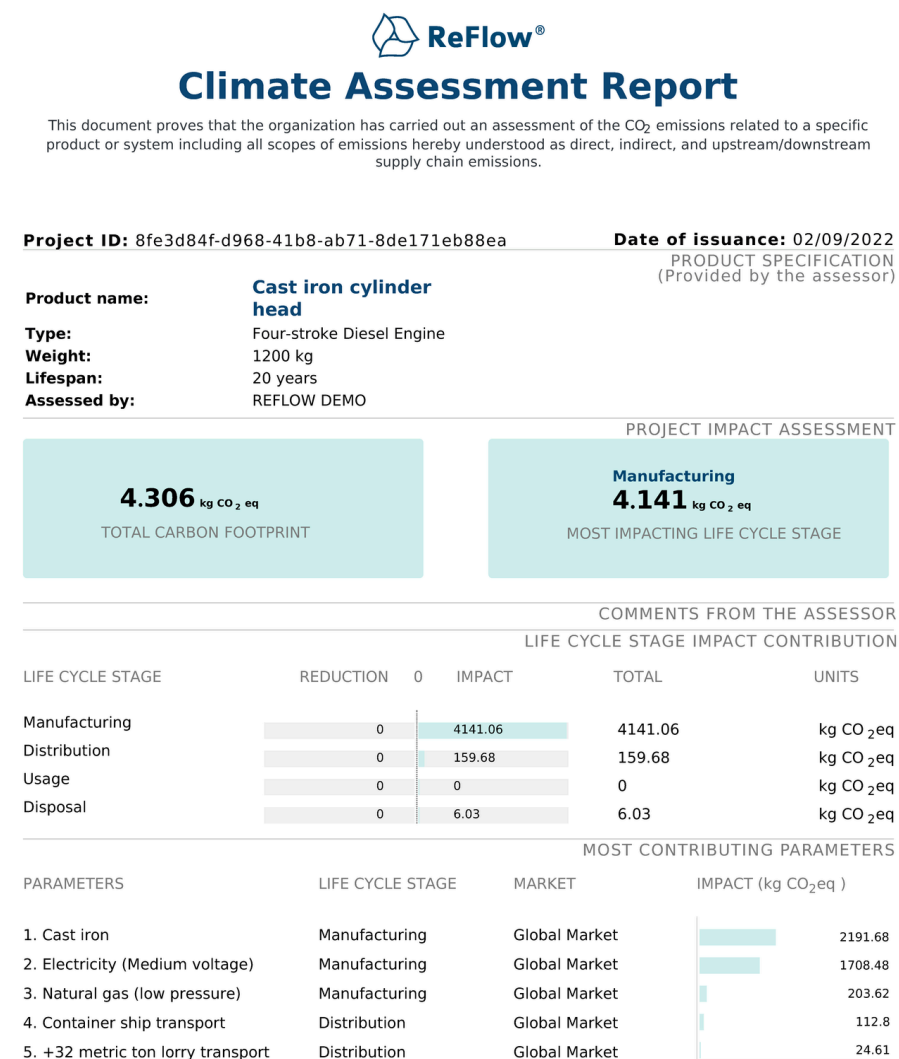 ReFlow®
Climate Assessment Report
This document proves that the organization has carried out an assessment of the CO2 emissions related to a specific
product or system including all scopes of emissions hereby understood as direct, indirect, and upstream/downstream
supply chain emissions.
Project ID: 8fe3d84f-d968-41b8-ab71-8de171eb88ea
Date of issuance: 02/09/2022
PRODUCT SPECIFICATION
(Provided by the assessor)
Product name: Cast iron cylinder
head
Type: Four-stroke Diesel Engine
Weight: 1200 kg
Lifespan: 20 years
Assessed by: REFLOW DEMO
PROJECT IMPACT ASSESSMENT
4.306 kg CO2 eq
TOTAL CARBON FOOTPRINT
Manufacturing
4.141 kg CO2 eq
MOST IMPACTING LIFE CYCLE STAGE
COMMENTS FROM THE ASSESSOR
LIFE CYCLE STAGE IMPACT CONTRIBUTION
LIFE CYCLE STAGE REDUCTION 0 IMPACT TOTAL UNITS
Manufacturing 0 4141.06 4141.06 kg CO2eq
Distribution 0 159.68 159.68 kg CO2eq
Usage 0 0 0 kg CO2eq
Disposal 0 6.03 6.03 kg CO2eq
MOST CONTRIBUTING PARAMETERS
PARAMETERS LIFE CYCLE STAGE MARKET IMPACT (kg CO2eq )
1. Cast iron Manufacturing Global Market 2191.68
2. Electricity (Medium voltage) Manufacturing Global Market 1708.48
3. Natural gas (low pressure) Manufacturing Global Market 203.62
4. Container ship transport Distribution Global Market 112.8
5. +32 metric ton lorry transport Distribution Global Market 24.61